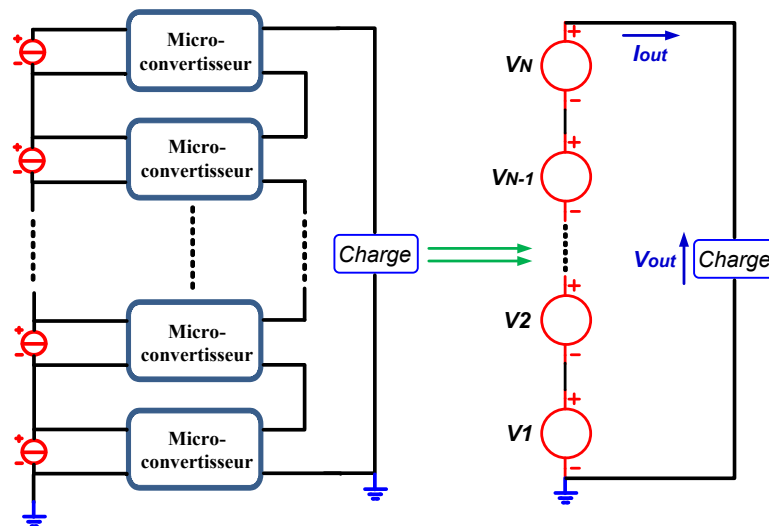 +
-
Micro-
convertisseur
+
-
Micro-
convertisseur
+
-
Micro-
convertisseur
+
-
Micro-
convertisseur
Charge
VN
+
-
Iout
VN-1
+
-
V2
+
-
V1
+
-
Vout
Charge